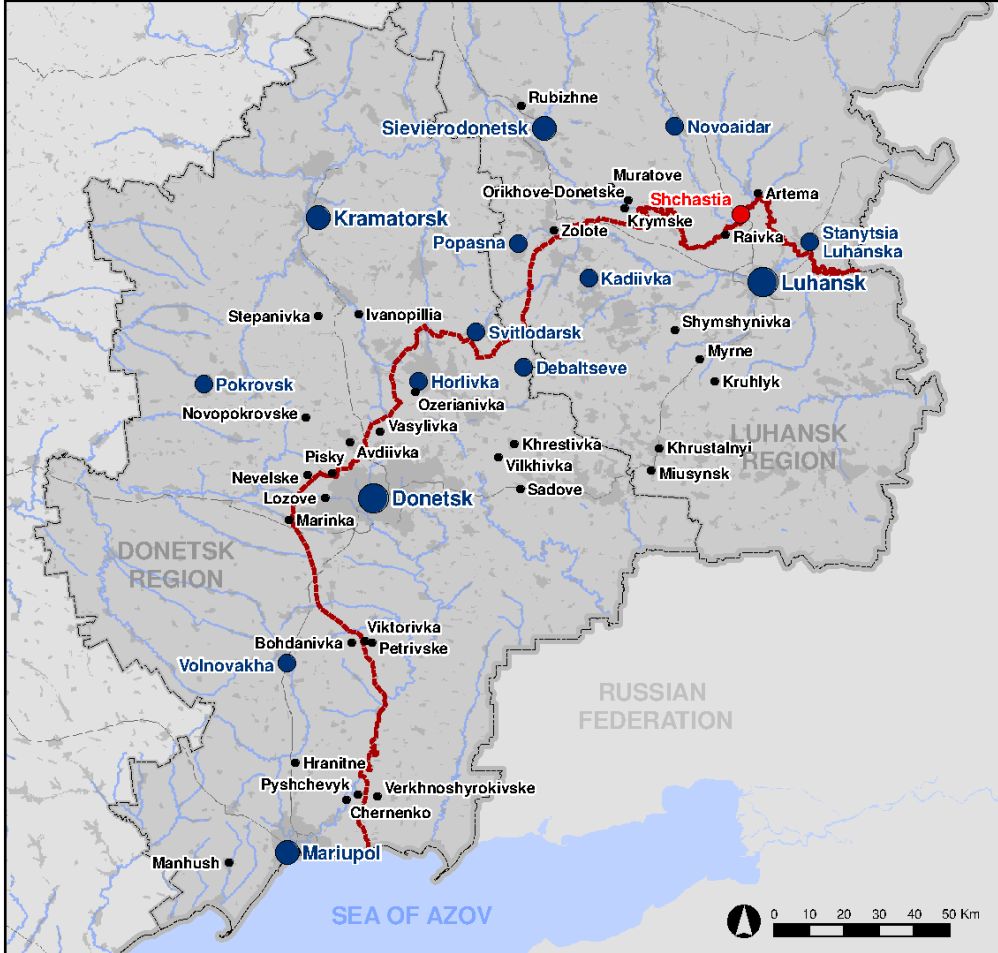 Rubizhne
Sievierodonetsk
Novoaidar
Muratove
Orikhove-Donetske
Shchastia
Artema
Kramatorsk
Krymske
Zolote
Raivka
Popasna
Stanytsia
Luhanska
Kadiivka
Luhansk
Stepanivka
Ivanopillia
Svitlodarsk
Shymshynivka
Myrne
Debaltseve
Pokrovsk
Horlivka
Kruhlyk
Ozerianivka
Novopokrovske
Vasylivka
LUHANSK
REGION
Khrestivka
Avdiivka
Khrustalnyi
Pisky
Vilkhivka
Nevelske
Miusynsk
Lozove
Donetsk
Sadove
Marinka
DONETSK
REGION
Viktorivka
Bohdanivka
Petrivske
Volnovakha
RUSSIAN
FEDERATION
Hranitne
Pyshchevyk
Verkhnoshyrokivske
Chernenko
Mariupol
Manhush
SEA OF AZOV
0 10 20 30 40 50 Km